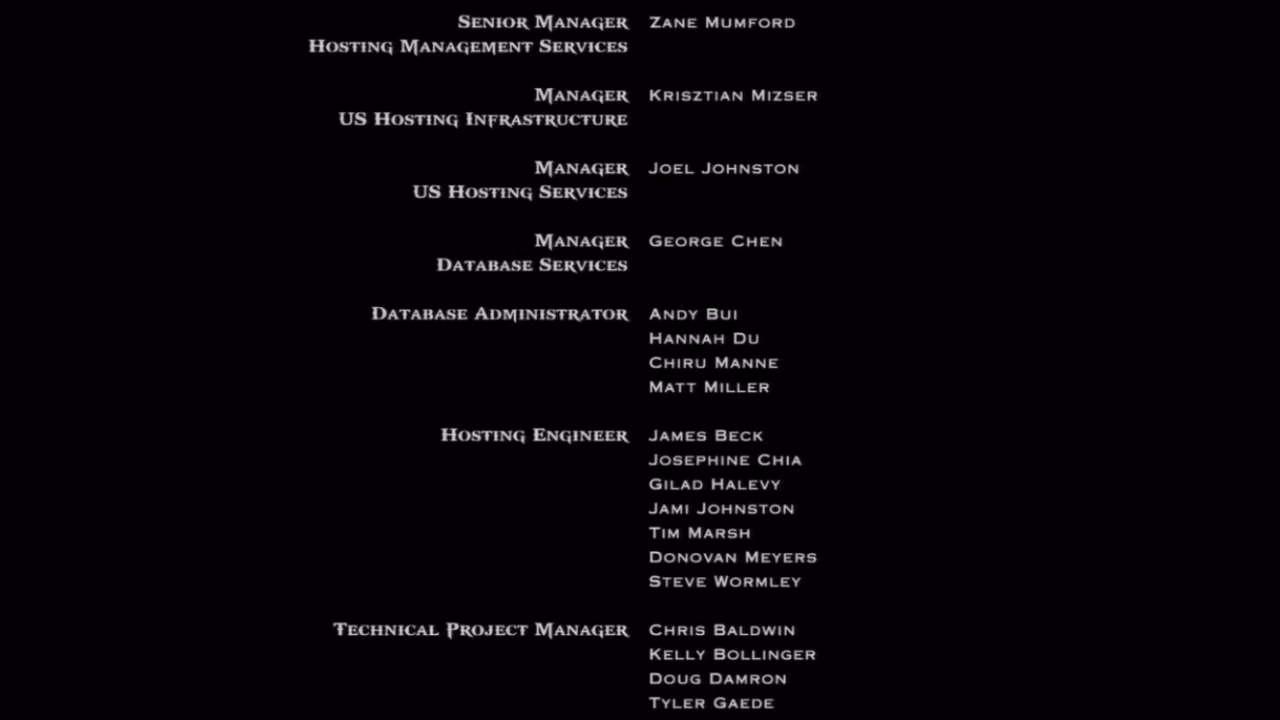 Senior Manager Zane Mumford
Hosting Management Services
Manager Krisztian Mizser
US Hosting Infrastructure
Manager Joel Johnston
US Hosting Services
Manager George Chen
Database Services
Database Administrator Andy Bui
Hannah Du
Chiru Manne
Matt Miller
Hosting Engineer James Beck
Josephine Chia
Gilad Halevy
Jami Johnston
Tim Marsh
Donovan Meyers
Steve Wormley
Technical Project Manager Chris Baldwin
Kelly Bollinger
Doug Damron
Tyler Gaede